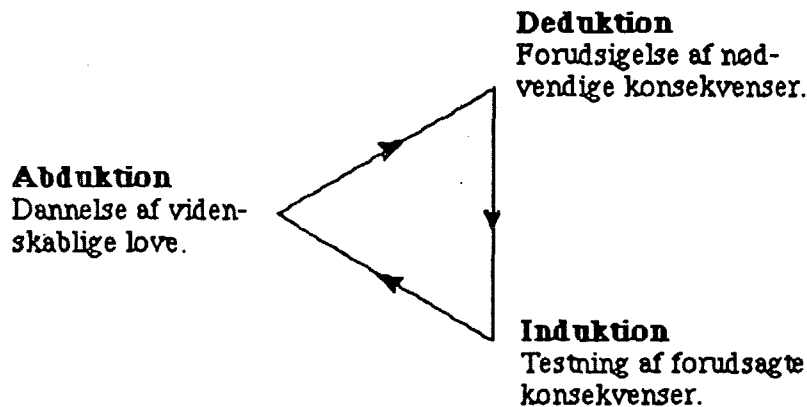 Deduktion
Forudsigelse af nød-
vendige konsekvenser.
Abduktion
Dannelse af viden-
skablige love.
Induktion
Testning af forudsagte
konsekvenser.